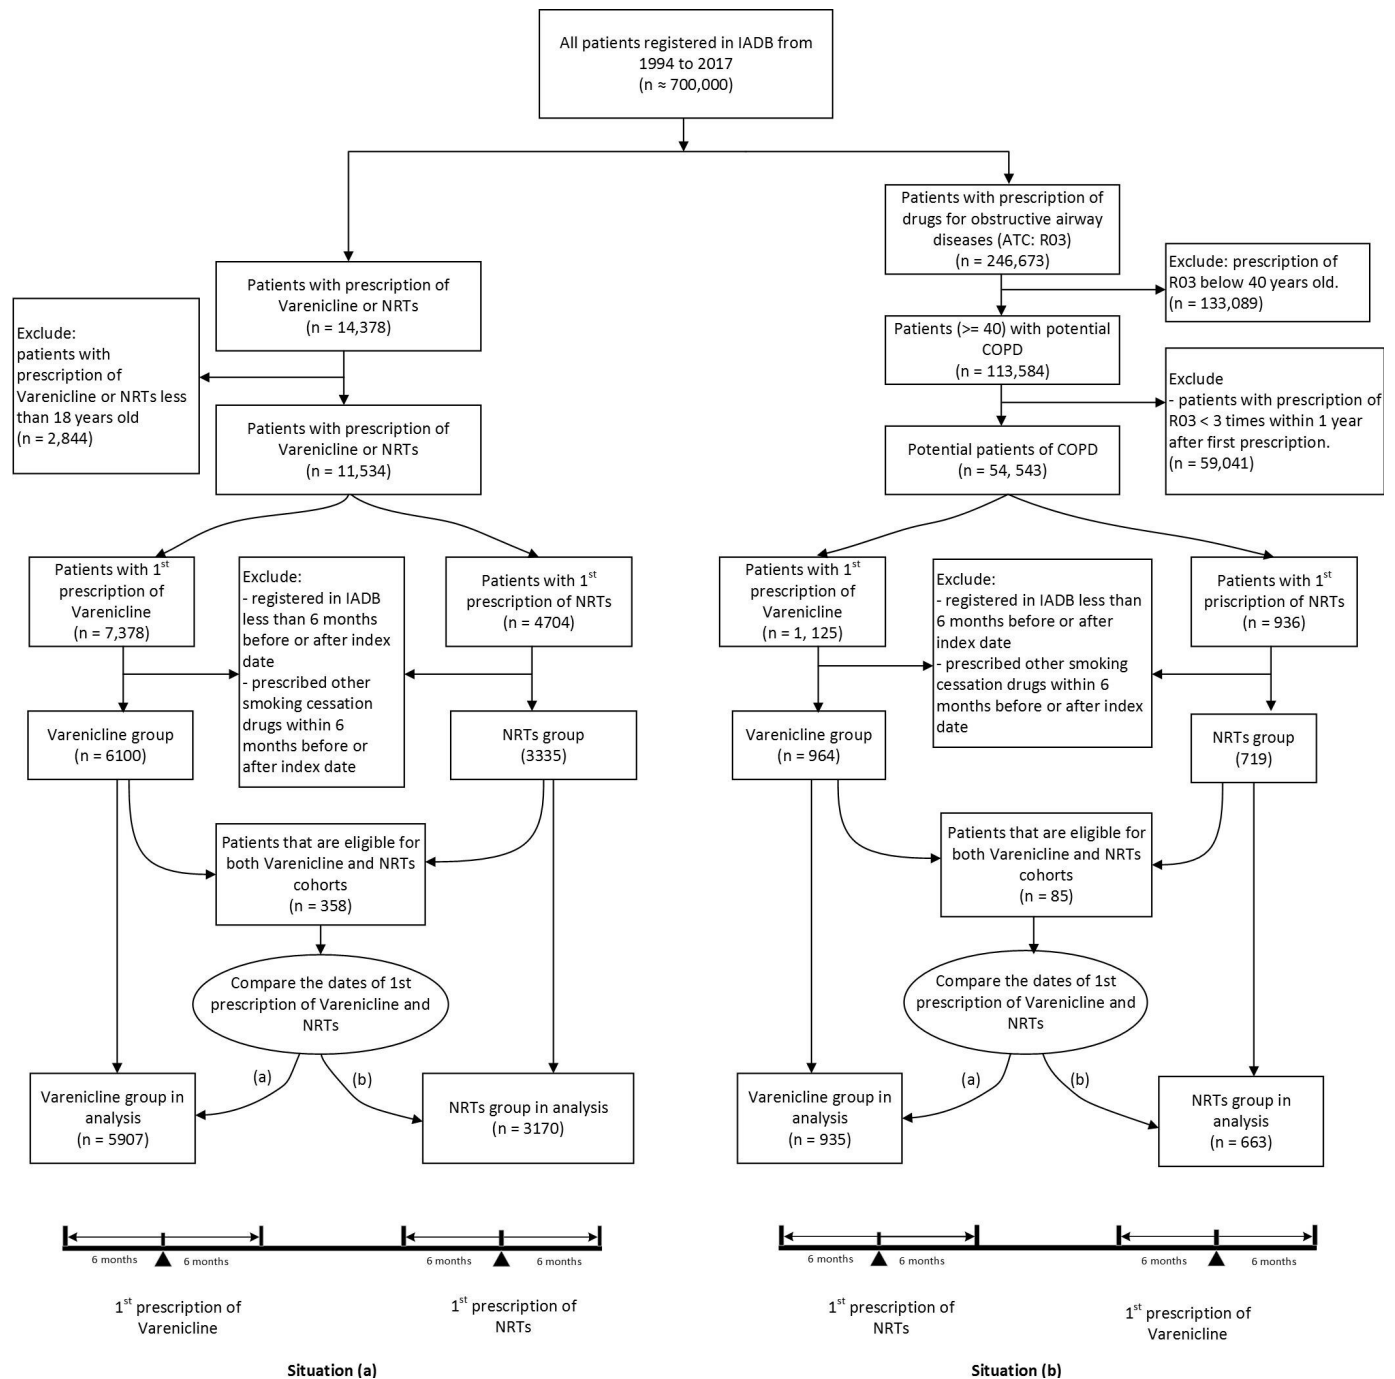 All patients registered in IADB from
1994 to 2017
(n ≈ 700,000)
Patients with prescription of
Varenicline or NRTs
(n = 14,378)
Exclude:
patients with
prescription of
Varenicline or NRTs less
than 18 years old
(n = 2,844)
Patients with prescription of
Varenicline or NRTs
(n = 11,534)
Patients with 1st
prescription of
Varenicline
(n = 7,378)
Exclude:
- registered in IADB
less than 6 months
before or after index
date
- prescribed other
smoking cessation
drugs within 6
months before or
after index date
Patients with 1st
prescription of NRTs
(n = 4704)
Varenicline group
(n = 6100)
NRTs group
(3335)
Patients that are eligible for
both Varenicline and NRTs
cohorts
(n = 358)
Compare the dates of 1st
prescription of Varenicline and
NRTs
(a)
(b)
Varenicline group in
analysis
(n = 5907)
NRTs group in analysis
(n = 3170)
6 months
6 months
6 months
6 months
1st prescription of
Varenicline
1st prescription of
NRTs
Situation (a)
Patients with prescription of
drugs for obstructive airway
diseases (ATC: R03)
(n = 246,673)
Exclude: prescription of
R03 below 40 years old.
(n = 133,089)
Patients (>= 40) with potential
COPD
(n = 113,584)
Exclude
- patients with prescription of
R03 < 3 times within 1 year
after first prescription.
(n = 59,041)
Potential patients of COPD
(n = 54, 543)
Patients with 1st
prescription of
Varenicline
(n = 1, 125)
Exclude:
- registered in IADB less than
6 months before or after
index date
- prescribed other smoking
cessation drugs within 6
months before or after index
date
Patients with 1st
priscription of NRTs
(n = 936)
Varenicline group
(n = 964)
NRTs group
(719)
Patients that are eligible for
both Varenicline and NRTs
cohorts
(n = 85)
Compare the dates of 1st
prescription of Varenicline and
NRTs
(a)
(b)
Varenicline group in
analysis
(n = 935)
NRTs group in
analysis
(n = 663)
6 months
6 months
6 months
6 months
1st prescription of
NRTs
1st prescription of
Varenicline
Situation (b)